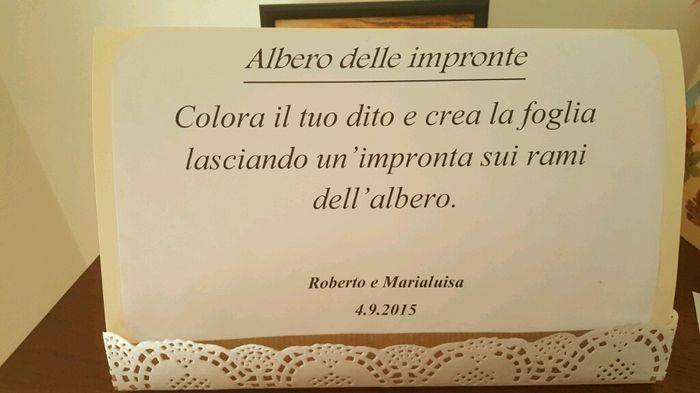 Albero delle impronte
Colora il tuo dito e crea la foglia
lasciando un'impronta sui rami
dell'albero.
Roberto e Marialuisa
4.9.2015